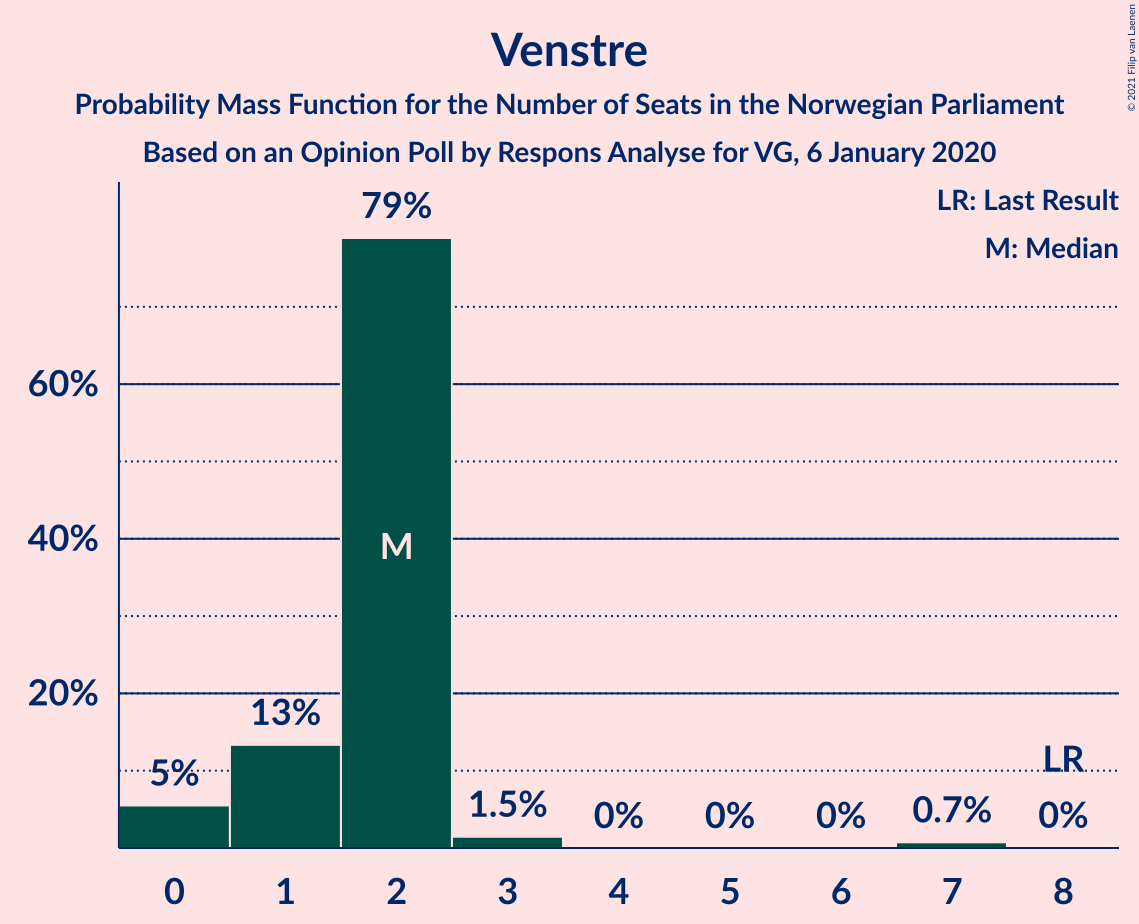 Venstre
Probability Mass Function for the Number of Seats in the Norwegian Parliament
Based on an Opinion Poll by Respons Analyse for VG, 6 January 2020
© 2021 Filip van Laenen
LR: Last Result
M: Median
79%
60%
40%
20%
M
5%
13%
1.5%
0%
0%
0%
0.7%
LR
0%
0 1 2 3 4 5 6 7 8